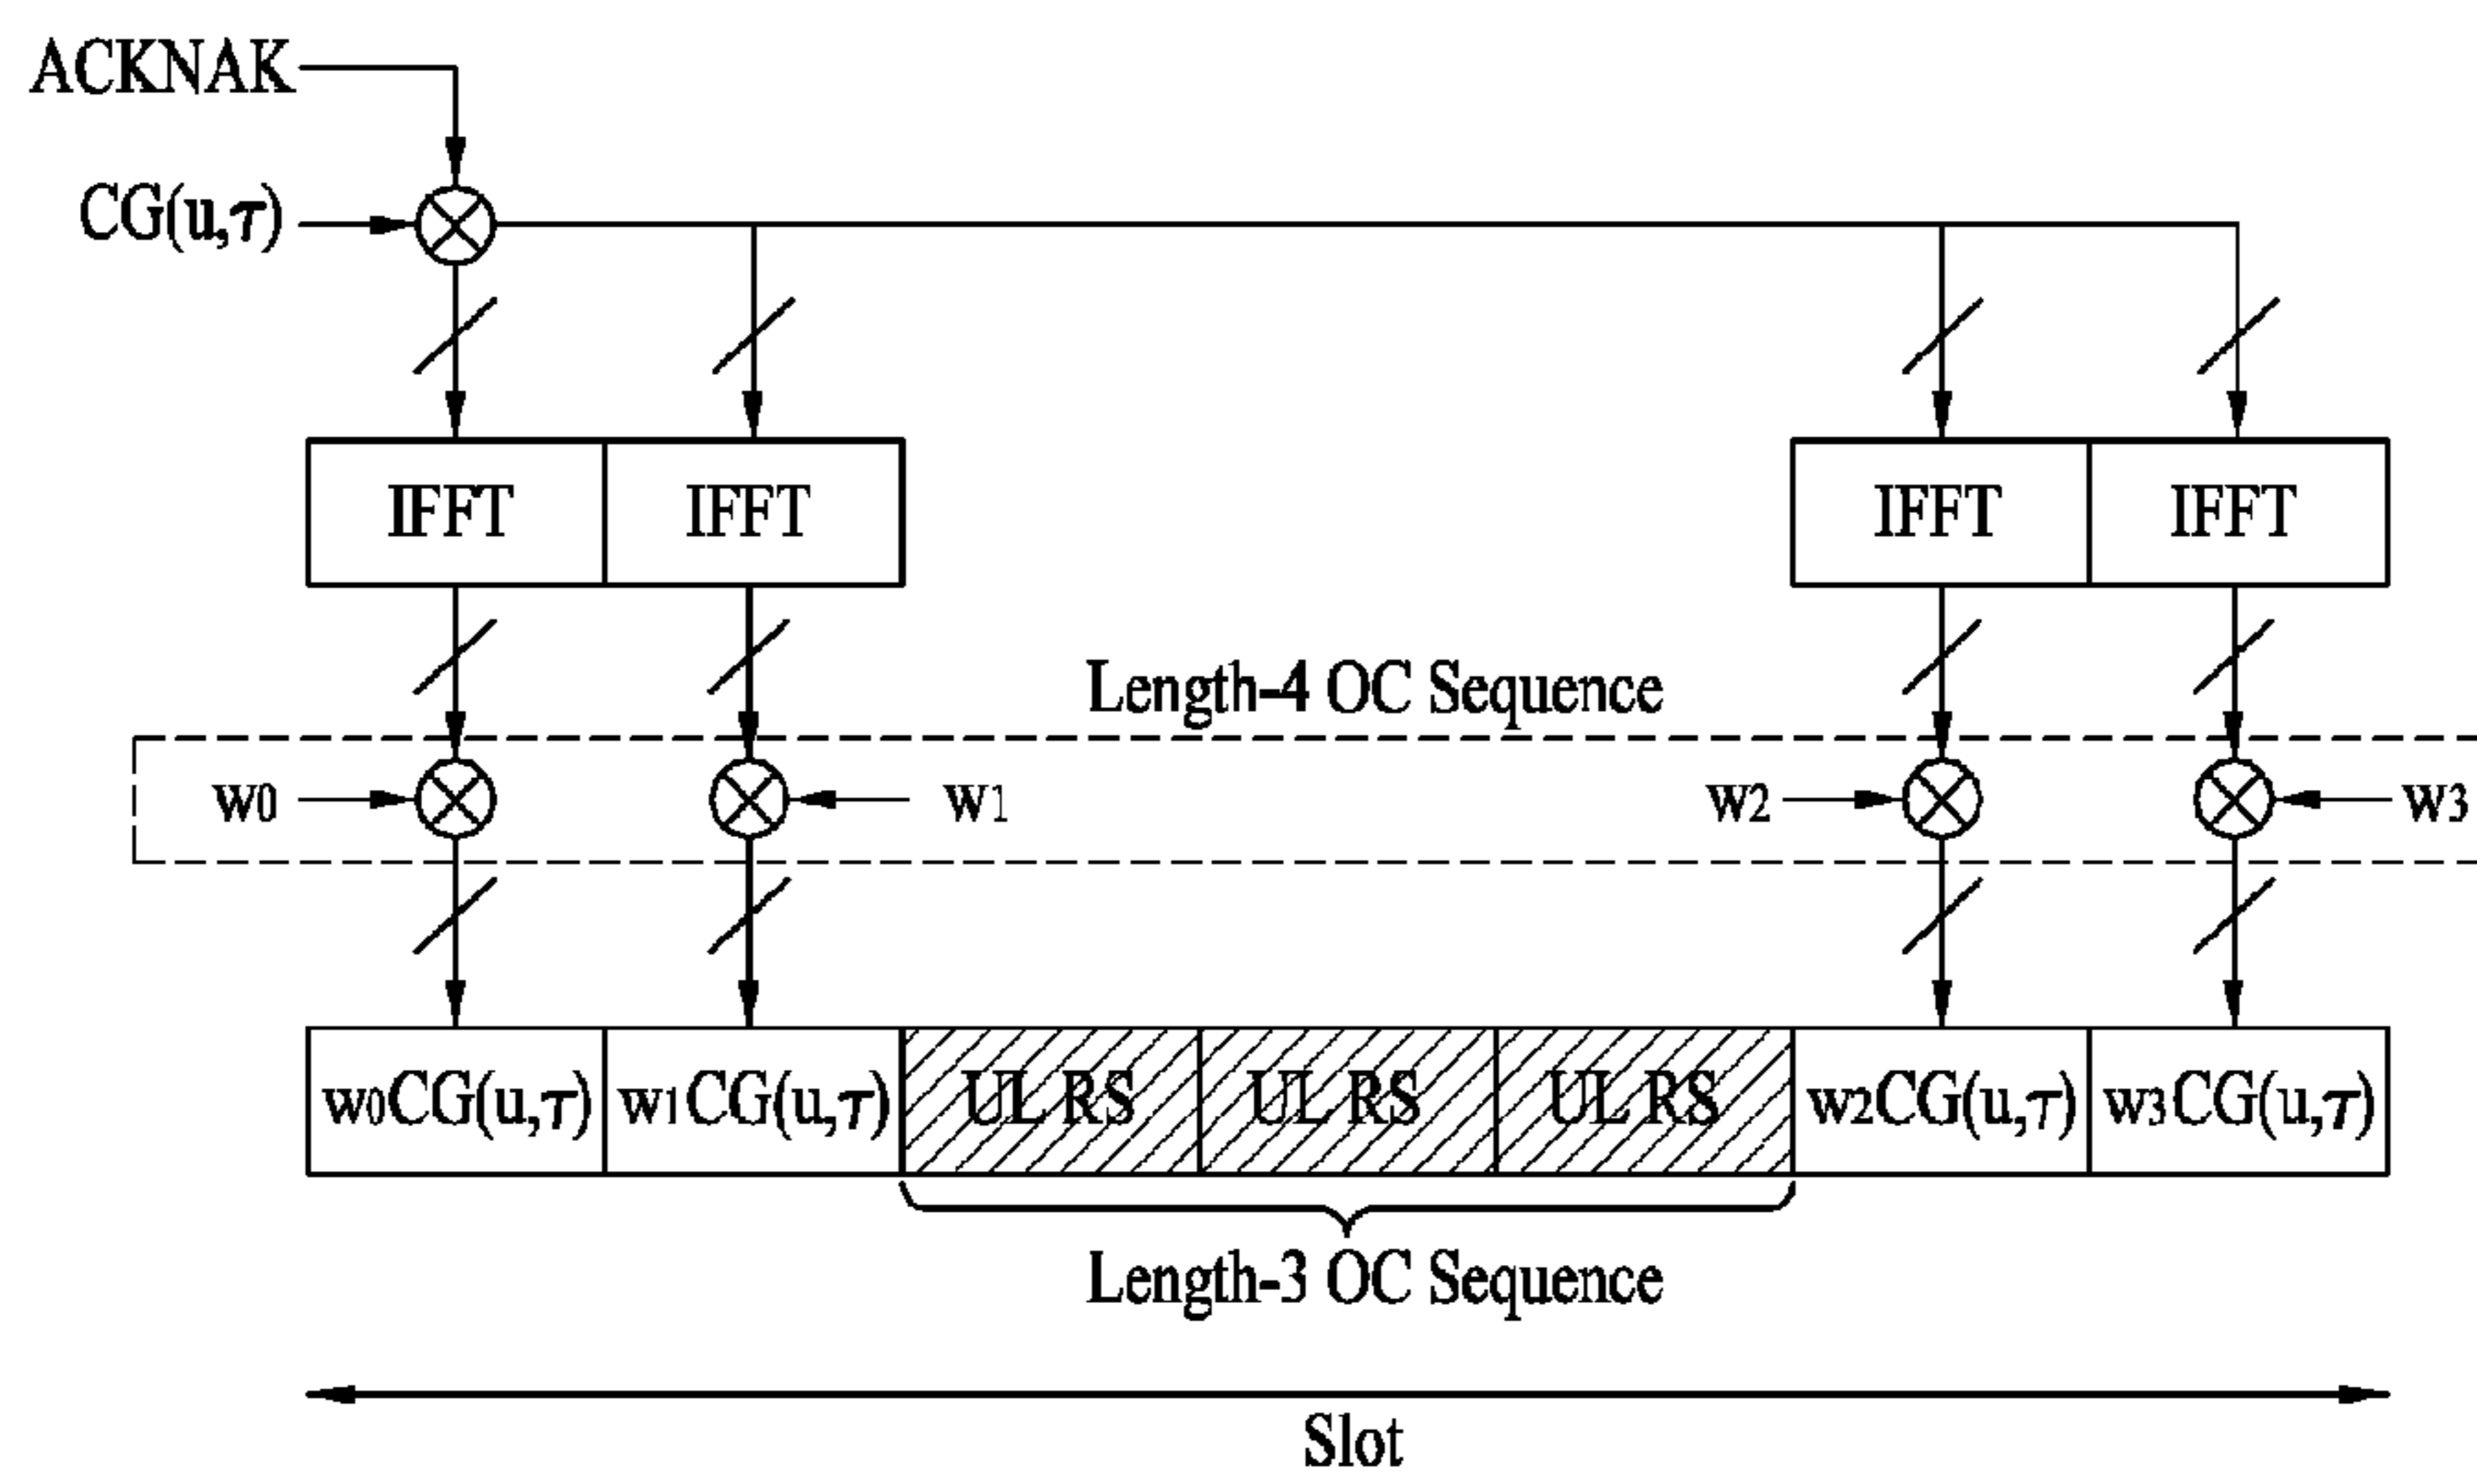 ACKNAK
CG(u,τ)
IFFT IFFT IFFT IFFT
Length-4 OC Sequence
w0 w1 w2 w3
w0CG(u,τ) w1CG(u,τ) UL RS UL RS UL RS w2CG(u,τ) w3CG(u,τ)
Length-3 OC Sequence
Slot